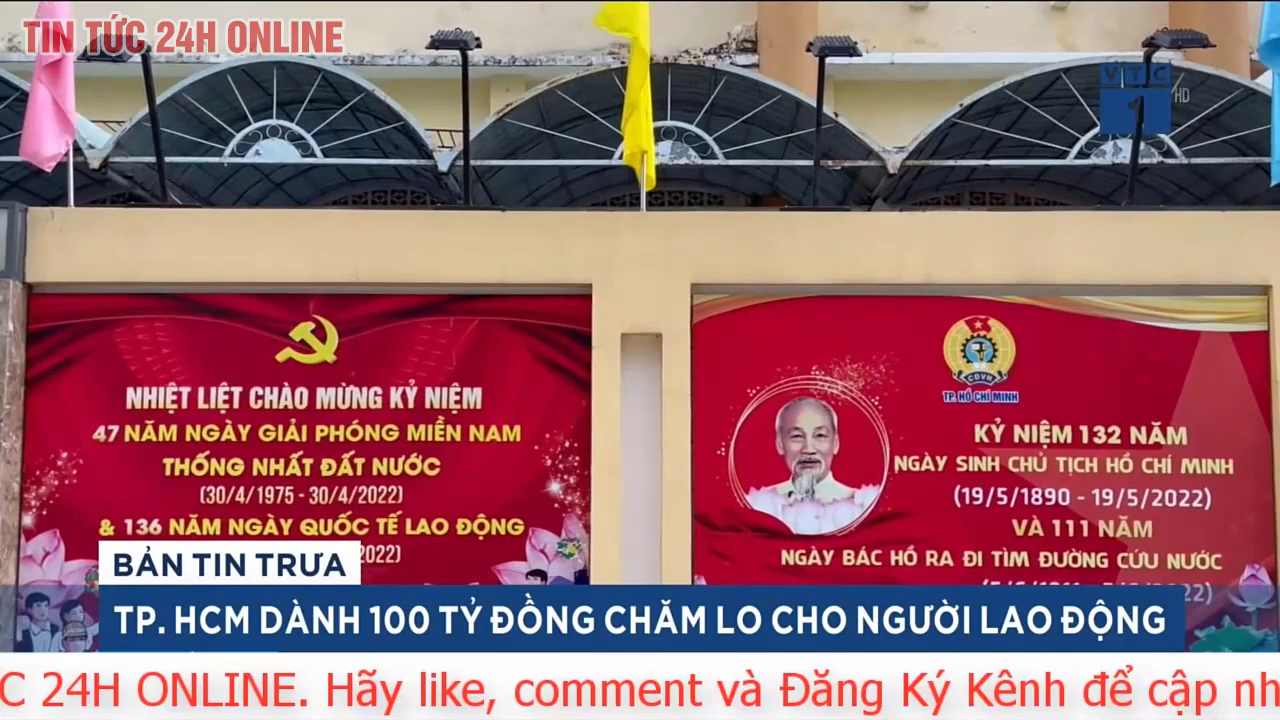 TIN TỨC 24H ONLINE
VTC
1 HD
NHIỆT LIỆT CHÀO MỪNG KỶ NIỆM
47 NĂM NGÀY GIẢI PHÓNG MIỀN NAM
THỐNG NHẤT ĐẤT NƯỚC
(30/4/1975 - 30/4/2022)
& 136 NĂM NGÀY QUỐC TẾ LAO ĐỘNG
2022)
CĐVN
TP. HỒ CHÍ MINH
KỶ NIỆM 132 NĂM
NGÀY SINH CHỦ TỊCH HỒ CHÍ MINH
(19/5/1890 - 19/5/2022)
VÀ 111 NĂM
NGÀY BÁC HỒ RA ĐI TÌM ĐƯỜNG CỨU NƯỚC
BẢN TIN TRƯA
TP. HCM DÀNH 100 TỶ ĐỒNG CHĂM LO CHO NGƯỜI LAO ĐỘNG
C 24H ONLINE. Hãy like, comment và Đăng Ký Kênh để cập nh